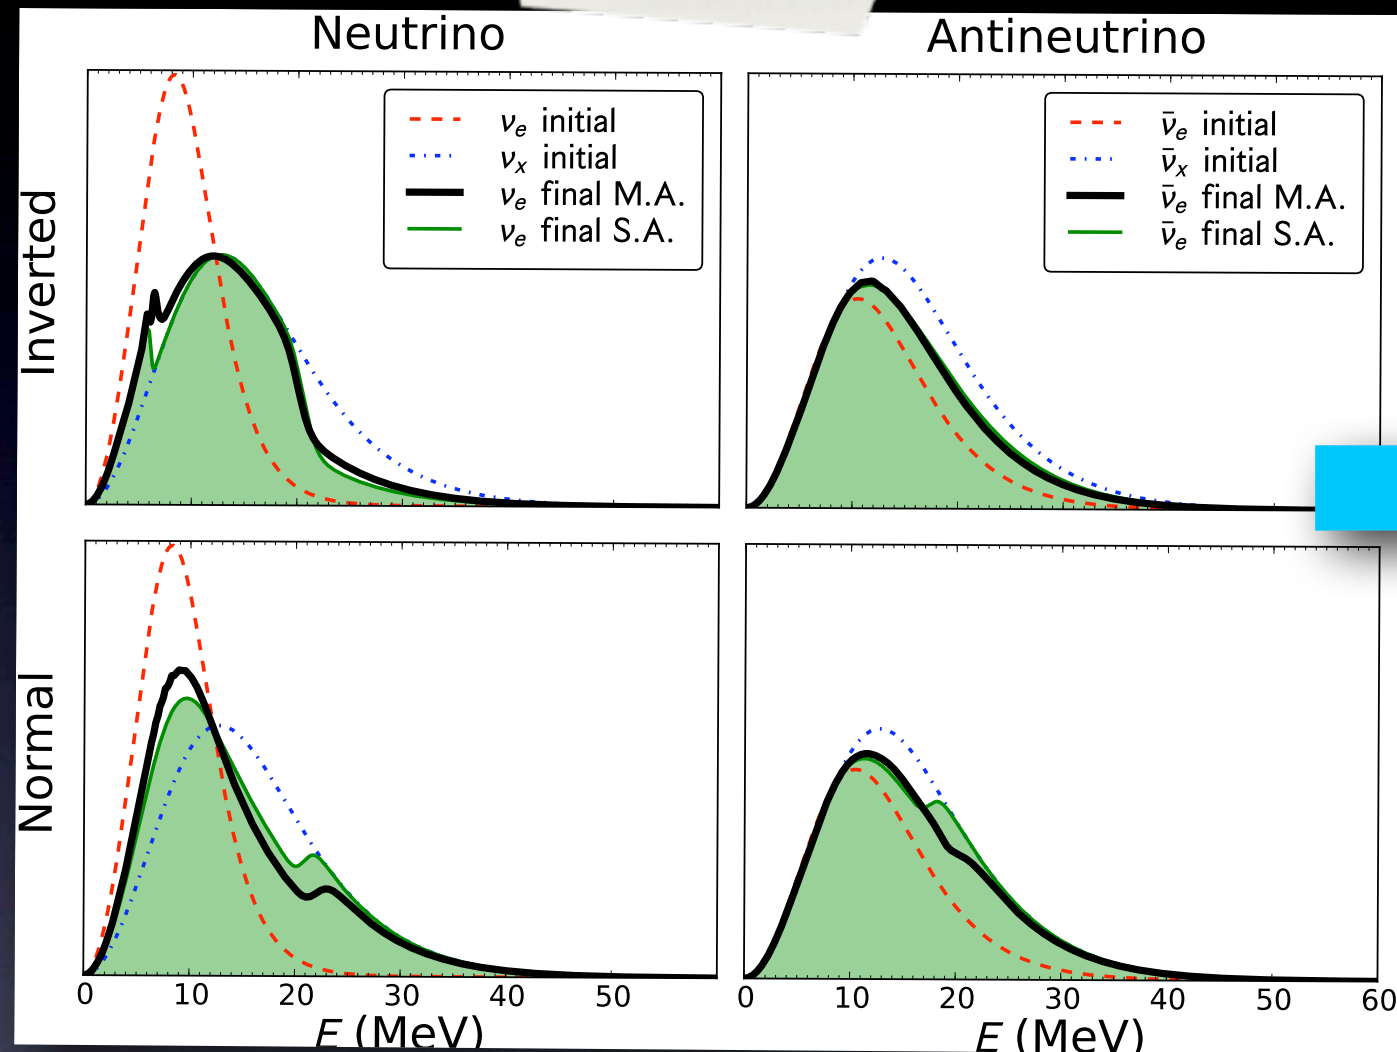 Neutrino
Antineutrino
Inverted
νe initial
νx initial
νe final M.A.
νe final S.A.
ν̄e initial
ν̄x initial
ν̄e final M.A.
ν̄e final S.A.
Normal
0 10 20 30 40 50
0 10 20 30 40 50 60
E (MeV)
E (MeV)